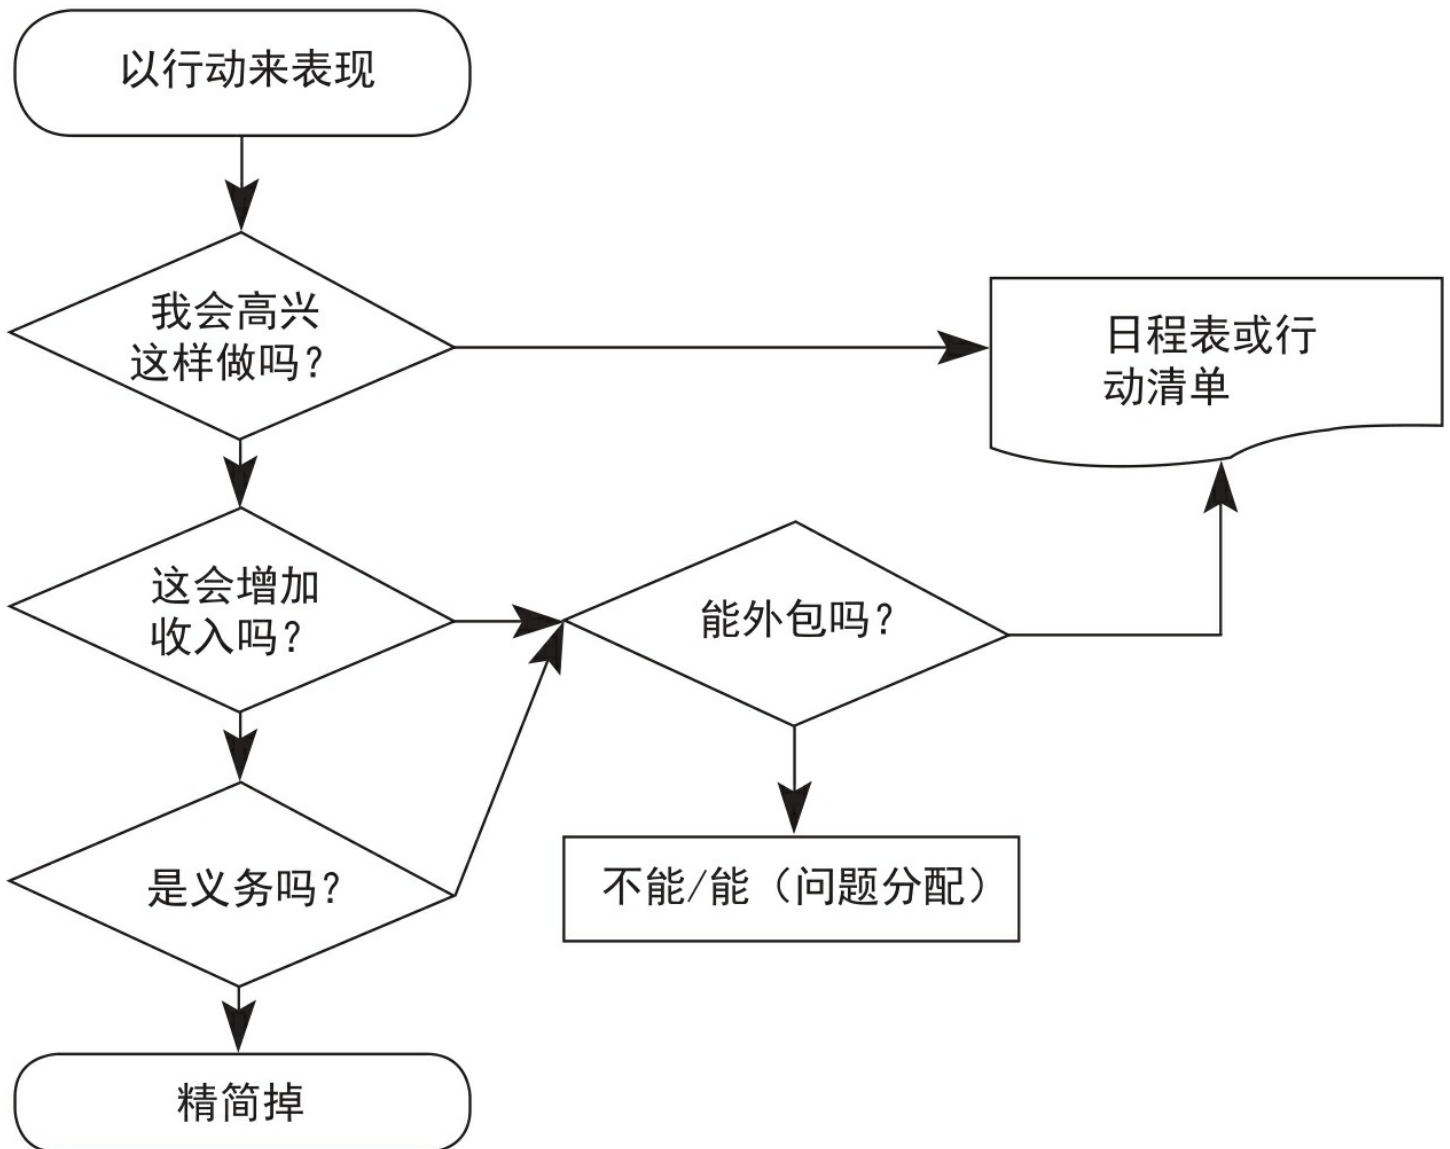 以行动来表现
我会高兴
这样做吗？
日程表或行
动清单
这会增加
收入吗？
能外包吗？
是义务吗？
不能/能（问题分配）
精简掉